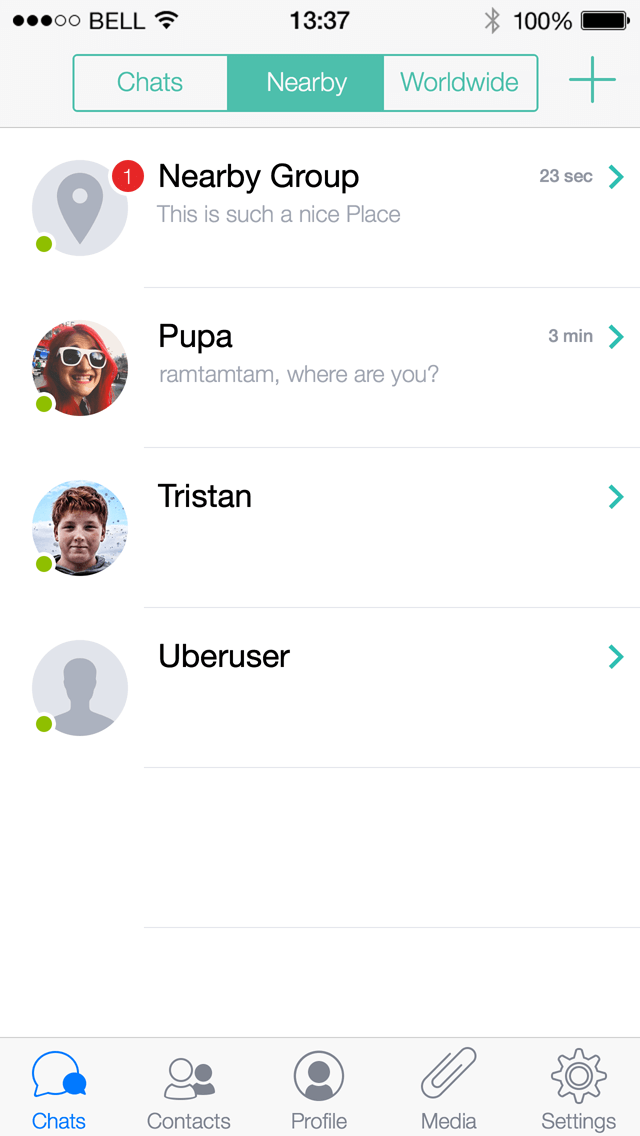 BELL 13:37 100%
Chats Nearby Worldwide
1 Nearby Group 23 sec
This is such a nice Place
Pupa 3 min
ramtamtam, where are you?
Tristan
Uberuser
Chats Contacts Profile Media Settings